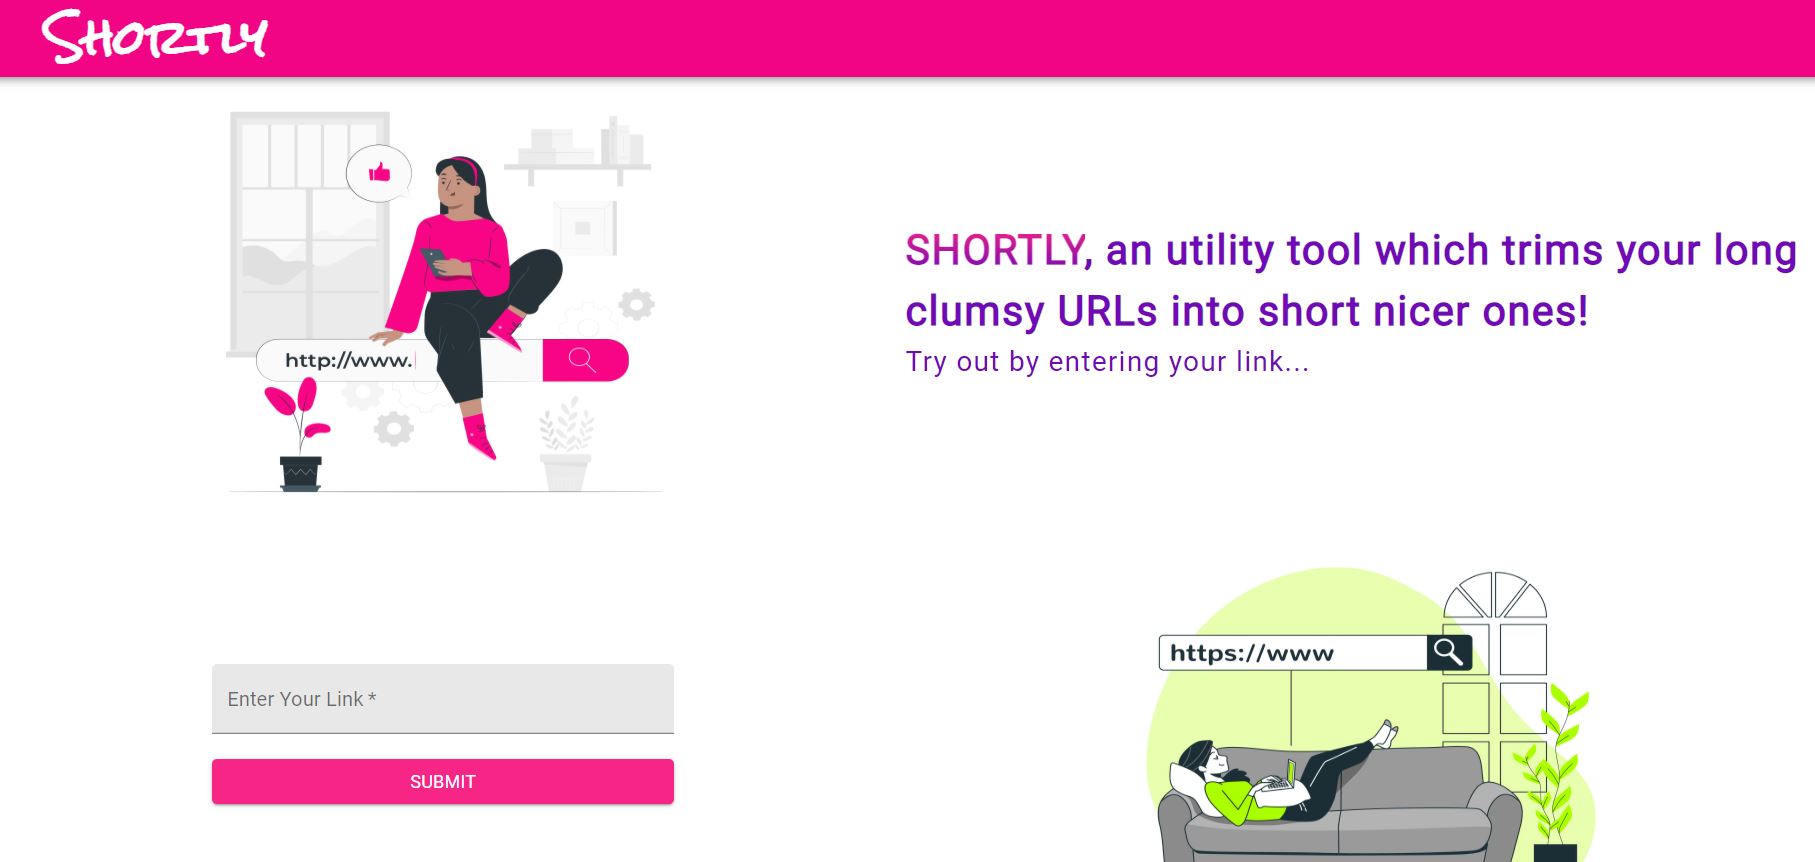 SHORTLY
http://www.
SHORTLY, an utility tool which trims your long
clumsy URLs into short nicer ones!
Try out by entering your link...
Enter Your Link *
SUBMIT
https://www